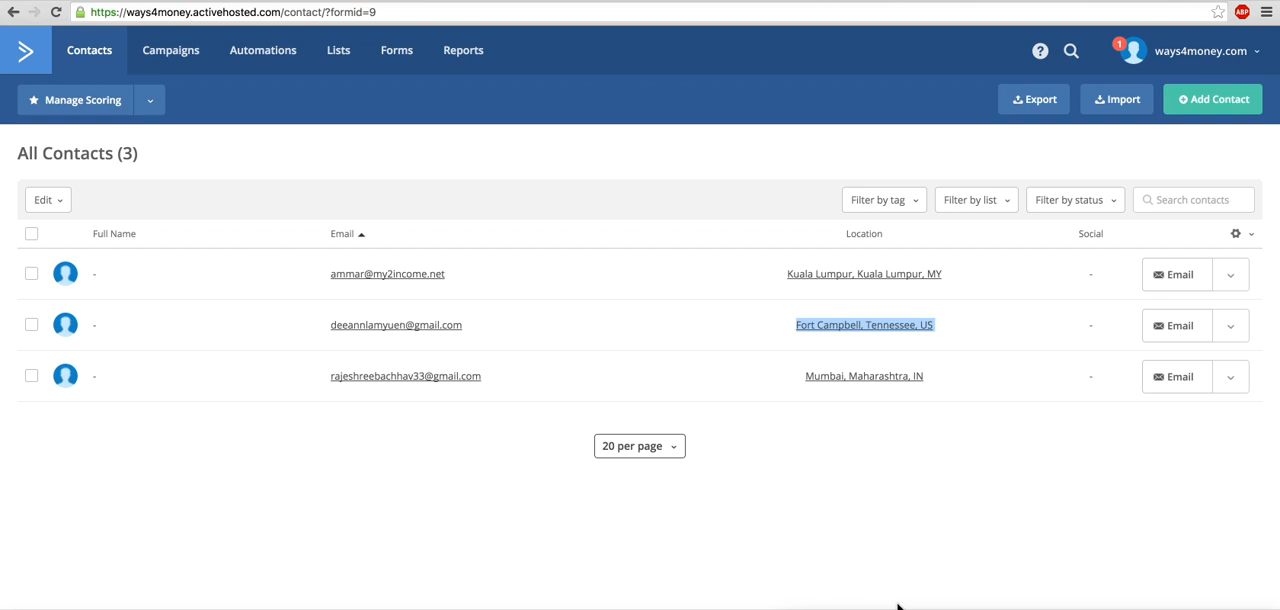 https://ways4money.activehosted.com/contact/?formid=9
ABP
Contacts Campaigns Automations Lists Forms Reports ? 1 ways4money.com
Manage Scoring Export Import Add Contact
All Contacts (3)
Edit Filter by tag Filter by list Filter by status Search contacts
Full Name Email Location Social
- ammar@my2income.net Kuala Lumpur, Kuala Lumpur, MY - Email
- deeannlamyuen@gmail.com Fort Campbell, Tennessee, US - Email
- rajeshreebachhav33@gmail.com Mumbai, Maharashtra, IN - Email
20 per page